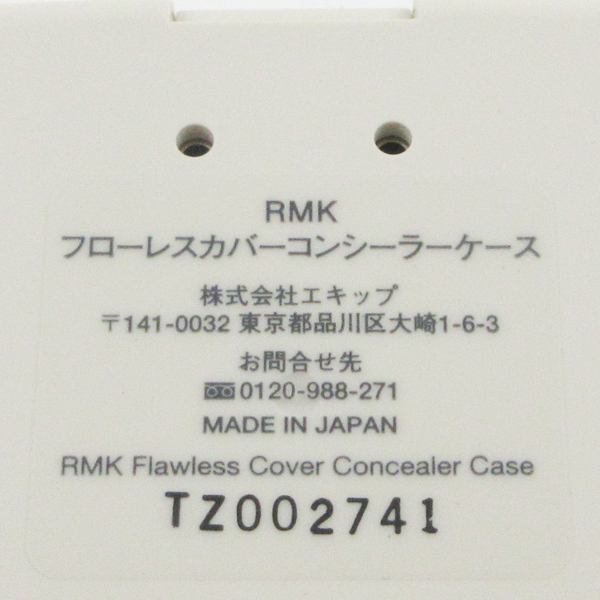 RMK
フローレスカバーコンシーラーケース
株式会社エキップ
〒141-0032 東京都品川区大崎1-6-3
お問合せ先
0120-988-271
MADE IN JAPAN
RMK Flawless Cover Concealer Case
TZ002741